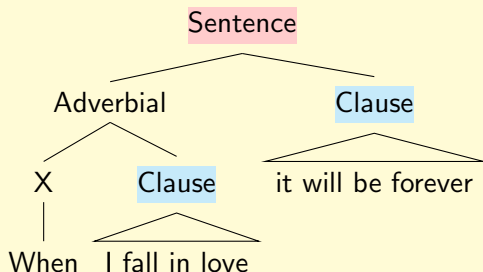 Sentence
Adverbial Clause
X Clause it will be forever
When I fall in love